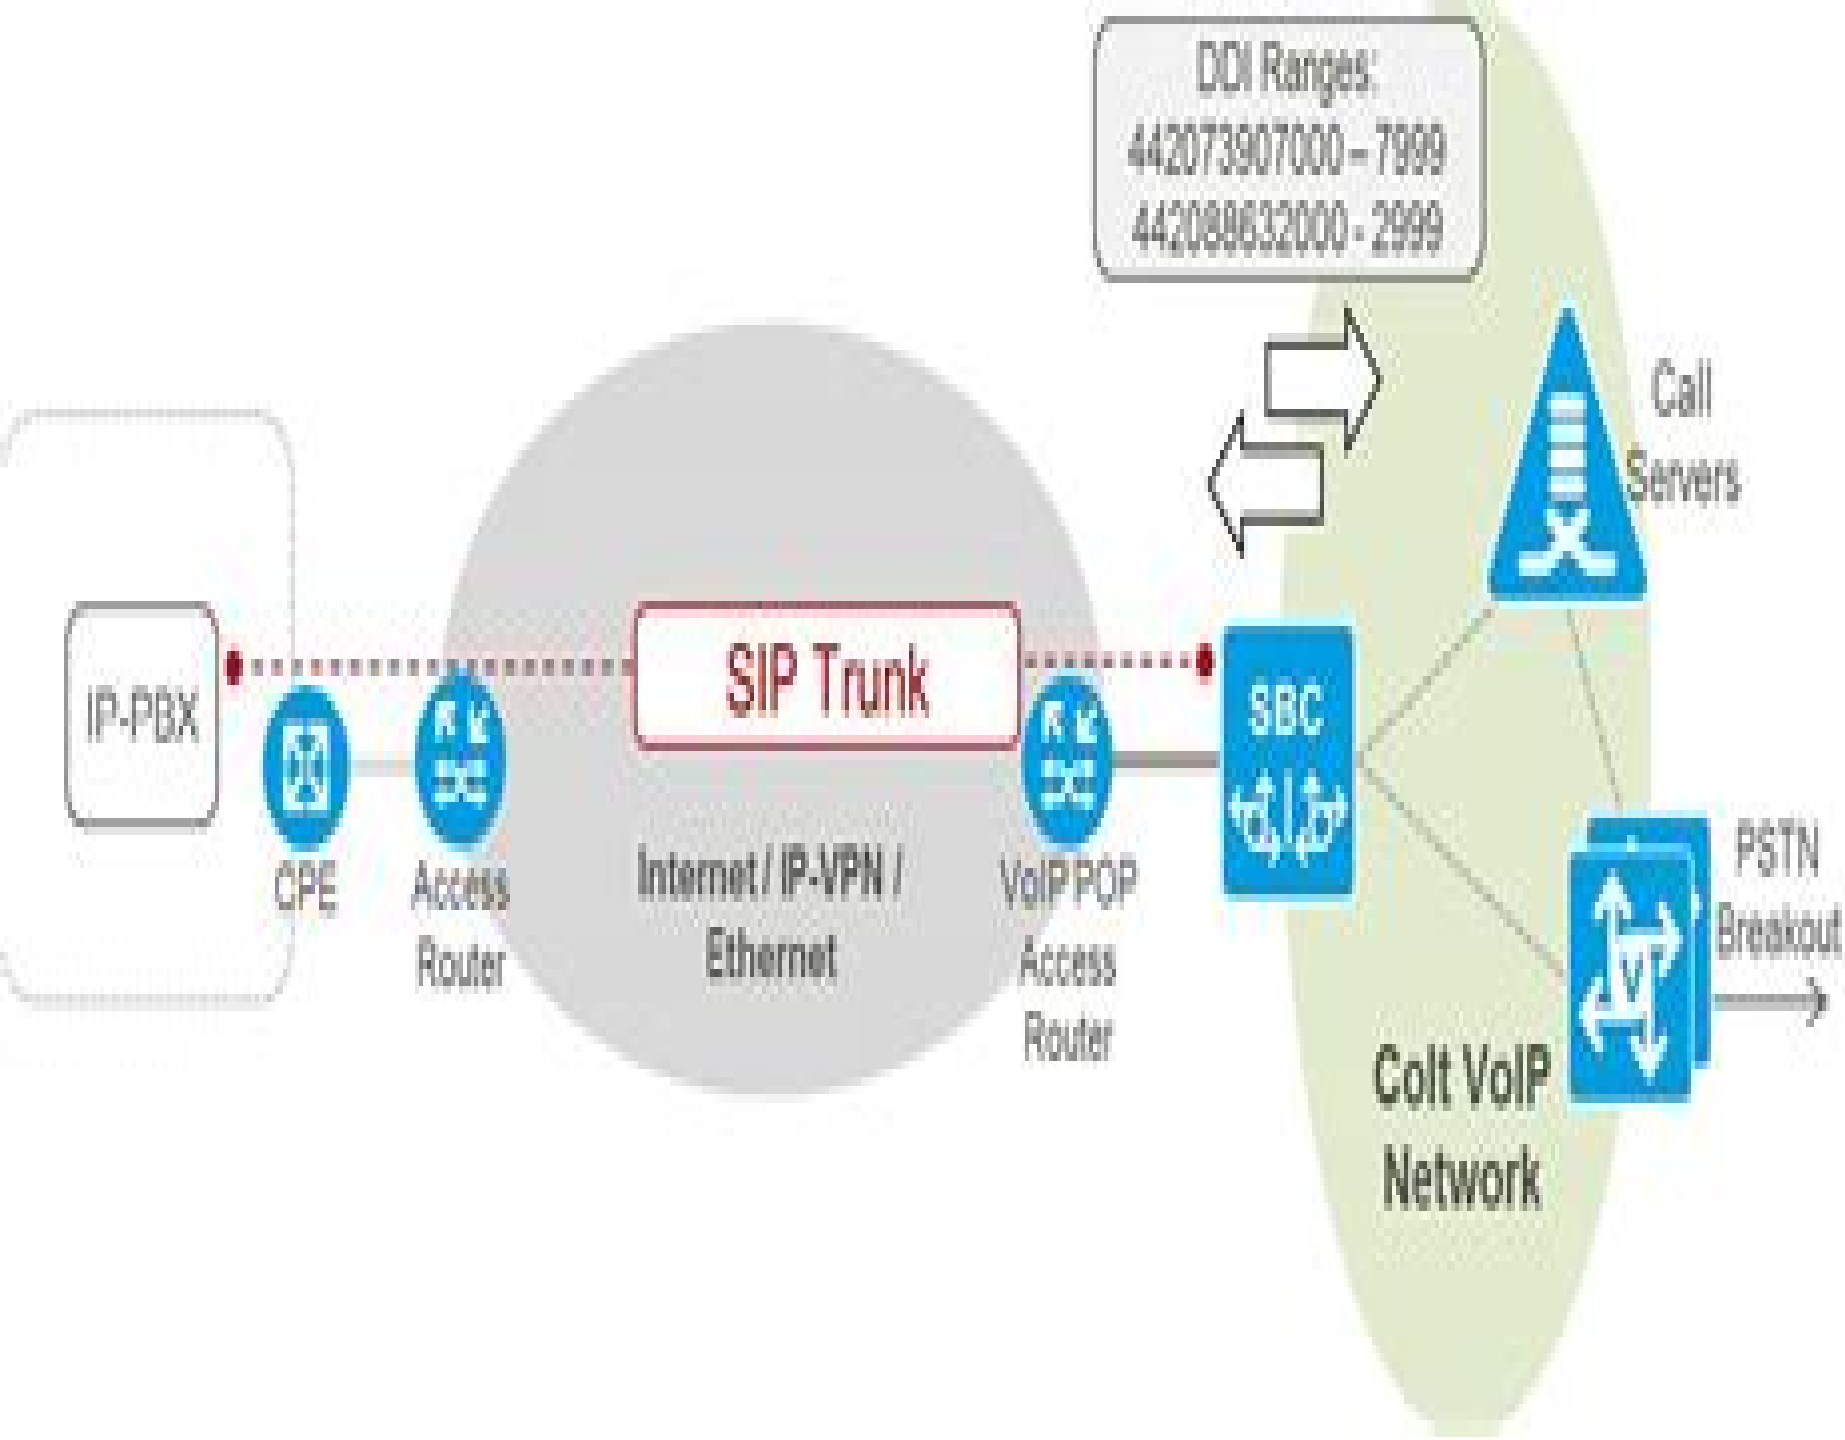 DDI Ranges:
442073907000 – 7999
442088632000 - 2999
Call
Servers
SIP Trunk
IP-PBX
SBC
CPE
Access
Router
Internet / IP-VPN /
Ethernet
VoIP POP
Access
Router
PSTN
Breakout
Colt VoIP
Network